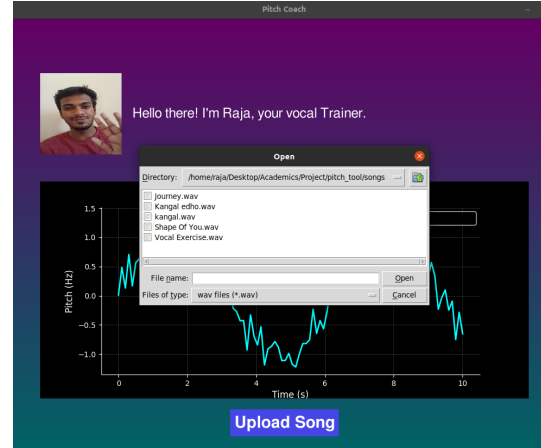 Pitch Coach
Hello there! I'm Raja, your vocal Trainer.
Open
Directory: /home/raja/Desktop/Academics/Project/pitch_tool/songs
Journey.wav
Kangal edho.wav
kangal.wav
Shape Of You.wav
Vocal Exercise.wav
File name: Open
Files of type: wav files (*.wav) Cancel
Pitch (Hz)
1.5
1.0
0.5
0.0
−0.5
−1.0
0 2 4 6 8 10
Time (s)
Upload Song